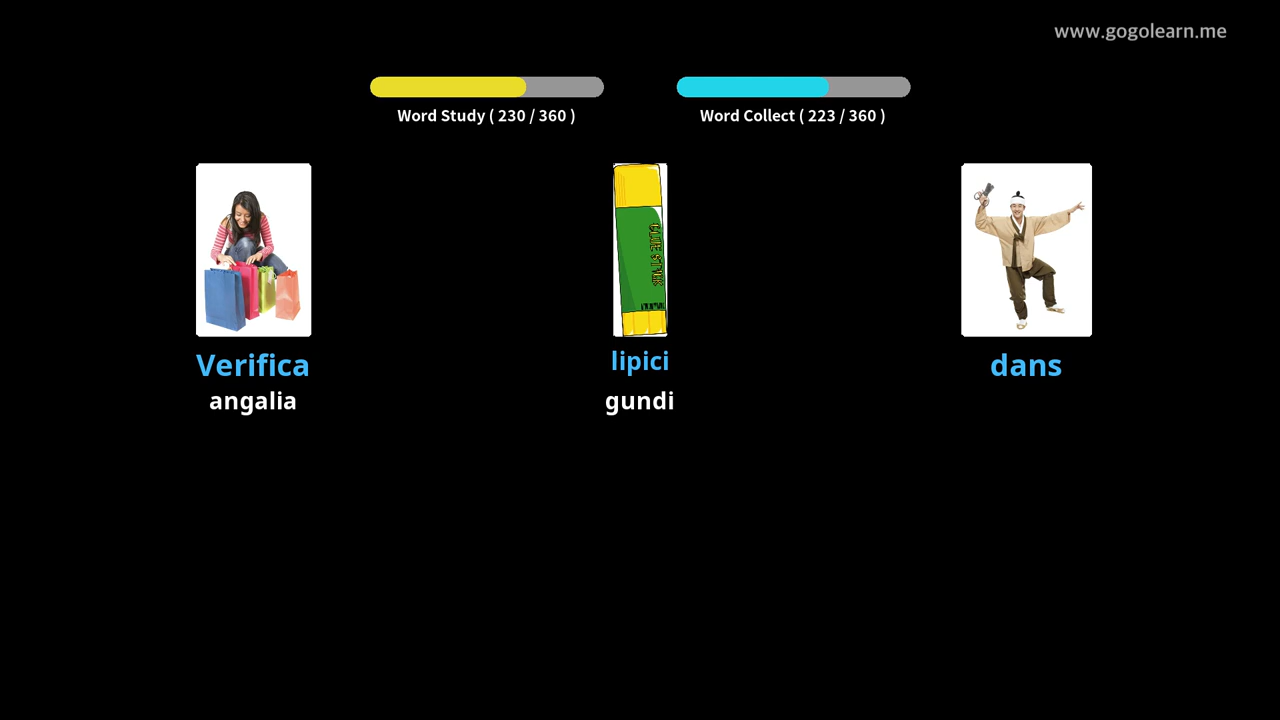 www.gogolearn.me
Word Study ( 230 / 360 )
Word Collect ( 223 / 360 )
Verifica
lipici
dans
angalia
gundi